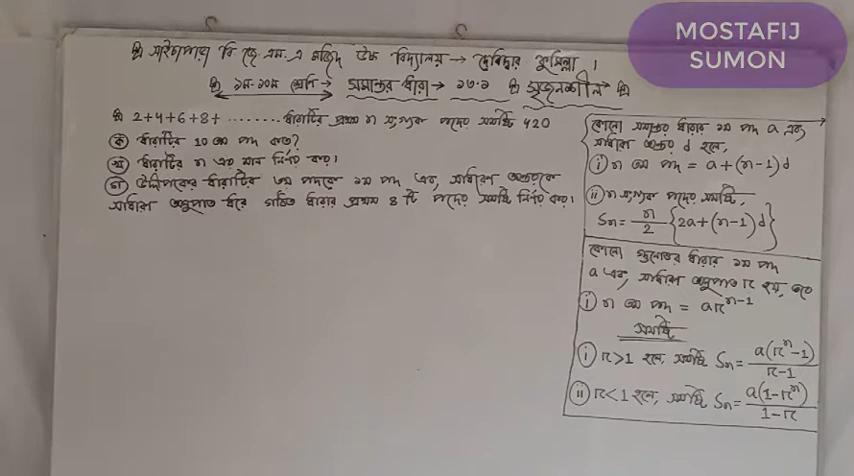 MOSTAFIJ
SUMON
বি জে এম. এ মজিদ উচ্চ বিদ্যালয় → দেবিদ্বার কুমিল্লা ।
৯ম-১০ম শ্রেণি → সমান্তর ধারা → ১৩.১ সৃজনশীল
2+4+6+8+ ........ ধারাটির প্রথম n সংখ্যক পদের সমষ্টি 420
ক ধারাটির 10 তম পদ কত?
খ ধারাটির n এর মান নির্ণয় কর।
গ উদ্দীপকের ধারাটির ৩য় পদকে ১ম পদ এবং সাধারণ অন্তরকে
সাধারণ অনুপাত ধরে গঠিত ধারার প্রথম 8 টি পদের সমষ্টি নির্ণয় কর।
কোনো সমান্তর ধারার ১ম পদ a এবং
সাধারণ অন্তর d হলে,
i n তম পদ = a+(n-1)d
ii n সংখ্যক পদের সমষ্টি,
Sn = n/2 {2a+(n-1)d}
কোনো গুণোত্তর ধারার ১ম পদ
a এবং সাধারণ অনুপাত r হয়, তবে
i n তম পদ = ar^n-1
সমষ্টি
i r>1 হলে, সমষ্টি Sn = a(r^n-1)/r-1
ii r<1 হলে, সমষ্টি Sn = a(1-r^n)/1-r